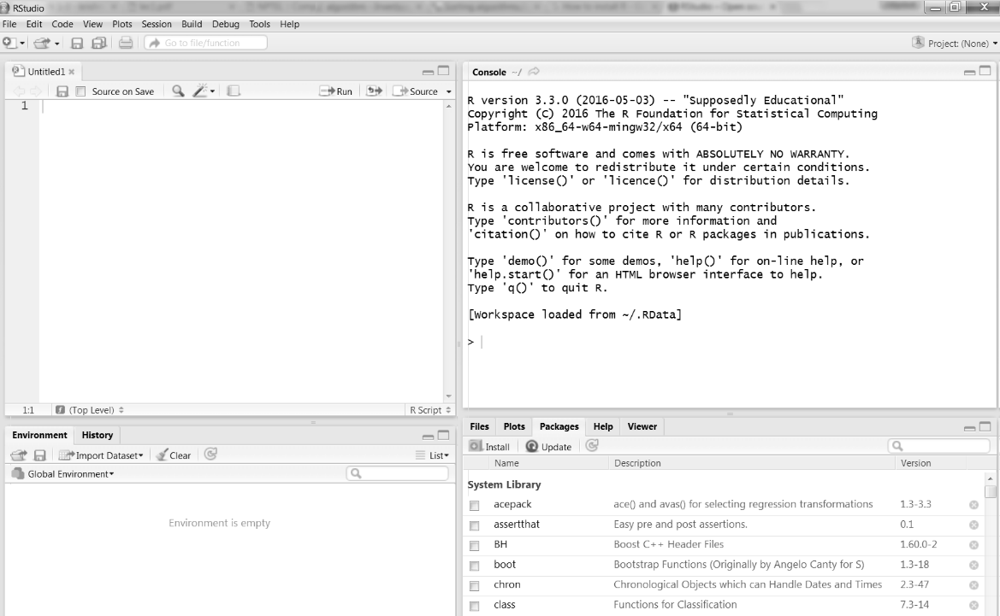 RStudio
File Edit Code View Plots Session Build Debug Tools Help
Go to file/function
Project: (None)
Untitled1
Source on Save
Run
Source
1
1:1
(Top Level)
R Script
Console ~/
R version 3.3.0 (2016-05-03) -- "Supposedly Educational"
Copyright (C) 2016 The R Foundation for Statistical Computing
Platform: x86_64-w64-mingw32/x64 (64-bit)
R is free software and comes with ABSOLUTELY NO WARRANTY.
You are welcome to redistribute it under certain conditions.
Type 'license()' or 'licence()' for distribution details.
R is a collaborative project with many contributors.
Type 'contributors()' for more information and
'citation()' on how to cite R or R packages in publications.
Type 'demo()' for some demos, 'help()' for on-line help, or
'help.start()' for an HTML browser interface to help.
Type 'q()' to quit R.
[Workspace loaded from ~/.RData]
>
Environment History
Import Dataset Clear List
Global Environment
Environment is empty
Files Plots Packages Help Viewer
Install Update
Name Description Version
System Library
acepack ace() and avas() for selecting regression transformations 1.3-3.3
assertthat Easy pre and post assertions. 0.1
BH Boost C++ Header Files 1.60.0-2
boot Bootstrap Functions (Originally by Angelo Canty for S) 1.3-18
chron Chronological Objects which can Handle Dates and Times 2.3-47
class Functions for Classification 7.3-14